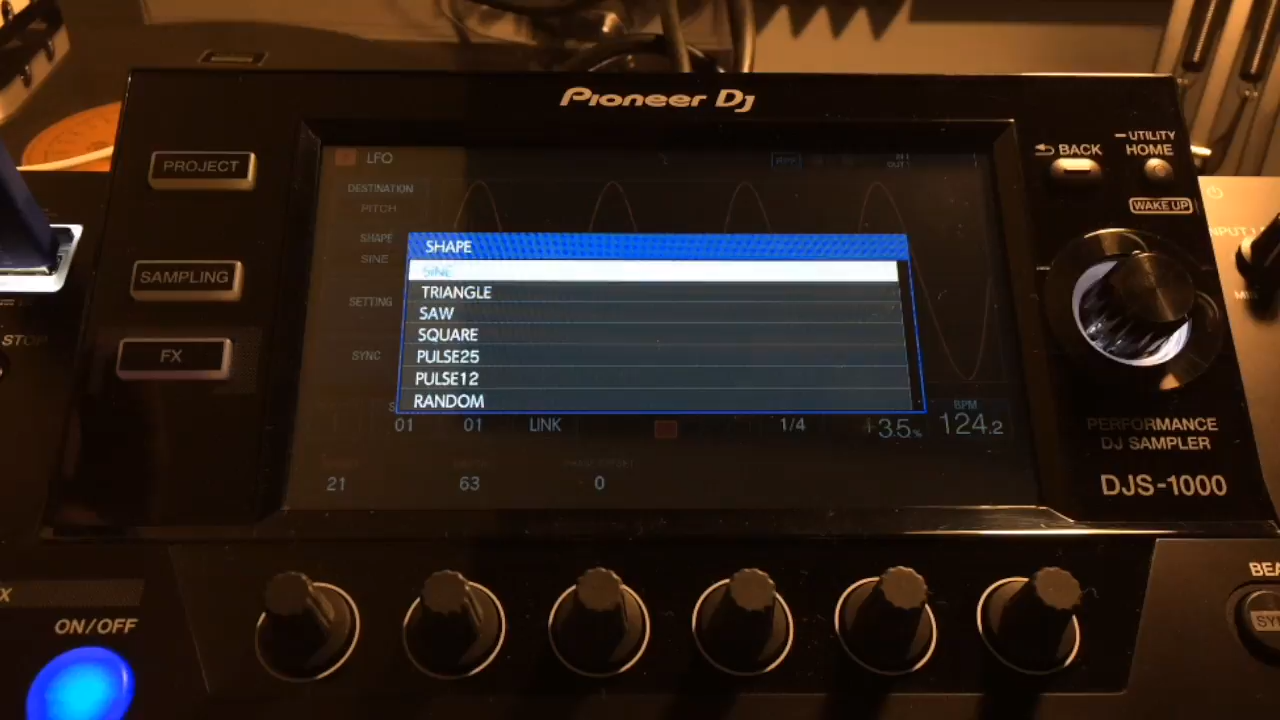 Pioneer Dj
PROJECT
SAMPLING
FX
ON/OFF
STOP
LFO
DESTINATION
PITCH
SHAPE
SINE
SETTING
SYNC
SHAPE
SINE
TRIANGLE
SAW
SQUARE
PULSE25
PULSE12
RANDOM
01
01
LINK
1/4
+3.5%
BPM
124.2
21
63
0
BACK
UTILITY
HOME
WAKE UP
PERFORMANCE
DJ SAMPLER
DJS-1000